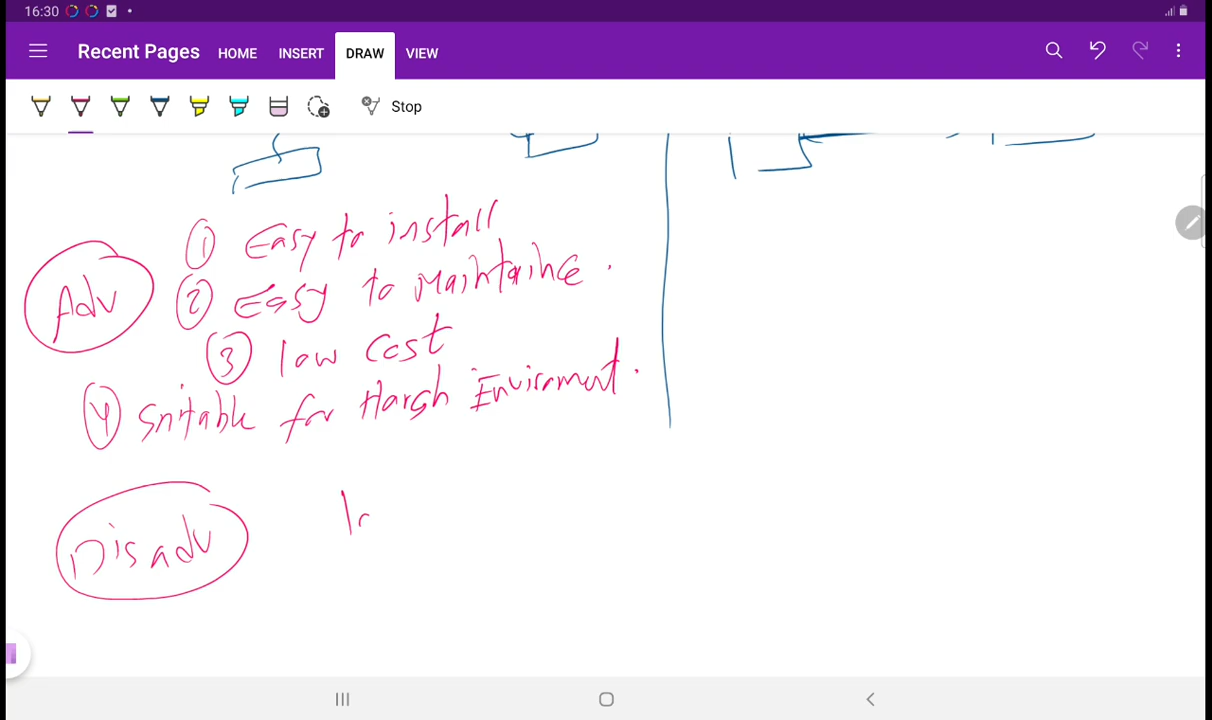 16:30
Recent Pages HOME INSERT DRAW VIEW
Stop
Adv
① Easy to install
② Easy to Maintaince.
③ low cost
④ Suitable for Harsh Enviroment.
Disadv